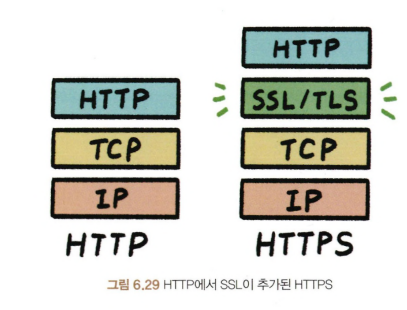 HTTP
TCP
IP
HTTP
HTTP
SSL/TLS
TCP
IP
HTTPS
그림 6.29 HTTP에서 SSL이 추가된 HTTPS